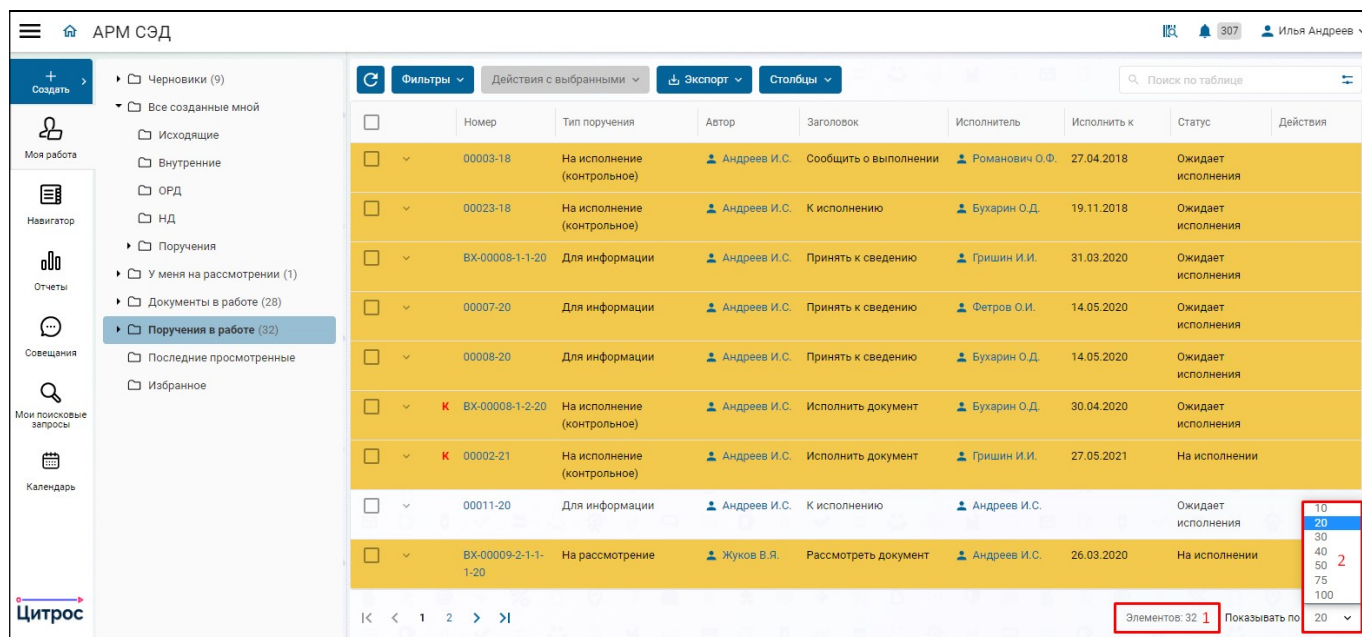 АРМ СЭД
307
Илья Андреев
+
Создать
Моя работа
Навигатор
Отчеты
Совещания
Мои поисковые
запросы
Календарь
Цитрос
Черновики (9)
Все созданные мной
Исходящие
Внутренние
ОРД
НД
Поручения
У меня на рассмотрении (1)
Документы в работе (28)
Поручения в работе (32)
Последние просмотренные
Избранное
Фильтры Действия с выбранными Экспорт Столбцы Поиск по таблице
Номер Тип поручения Автор Заголовок Исполнитель Исполнить к Статус Действия
00003-18 На исполнение Андреев И.С. Сообщить о выполнении Романович О.Ф. 27.04.2018 Ожидает
(контрольное) исполнения
00023-18 На исполнение Андреев И.С. К исполнению Бухарин О.Д. 19.11.2018 Ожидает
(контрольное) исполнения
ВХ-00008-1-1-20 Для информации Андреев И.С. Принять к сведению Гришин И.И. 31.03.2020 Ожидает
исполнения
00007-20 Для информации Андреев И.С. Принять к сведению Фетров О.И. 14.05.2020 Ожидает
исполнения
00008-20 Для информации Андреев И.С. Принять к сведению Бухарин О.Д. 14.05.2020 Ожидает
исполнения
К ВХ-00008-1-2-20 На исполнение Андреев И.С. Исполнить документ Бухарин О.Д. 30.04.2020 Ожидает
(контрольное) исполнения
К 00002-21 На исполнение Андреев И.С. Исполнить документ Гришин И.И. 27.05.2021 На исполнении
(контрольное)
00011-20 Для информации Андреев И.С. К исполнению Андреев И.С. Ожидает
исполнения
ВХ-00009-2-1-1- На рассмотрение Жуков В.Я. Рассмотреть документ Андреев И.С. 26.03.2020 На исполнении
1-20
10
20
30
40
50
75
100
2
1 2 Элементов: 32 1 Показывать по 20